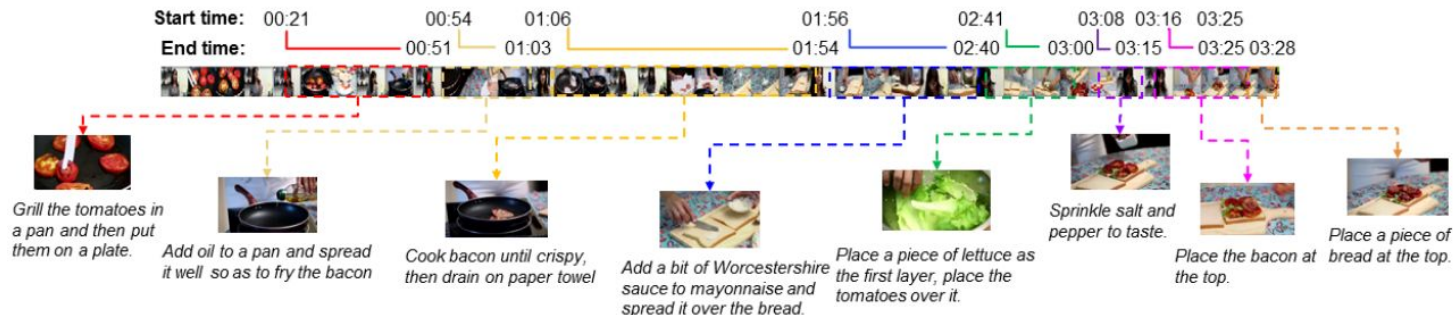 Start time: 00:21 00:54 01:06 01:56 02:41 03:08 03:16 03:25
End time: 00:51 01:03 01:54 02:40 03:00 03:15 03:25 03:28
Grill the tomatoes in
a pan and then put
them on a plate.
Add oil to a pan and spread
it well so as to fry the bacon
Cook bacon until crispy,
then drain on paper towel
Add a bit of Worcestershire
sauce to mayonnaise and
spread it over the bread.
Place a piece of lettuce as
the first layer, place the
tomatoes over it.
Sprinkle salt and
pepper to taste.
Place the bacon at
the top.
Place a piece of
bread at the top.